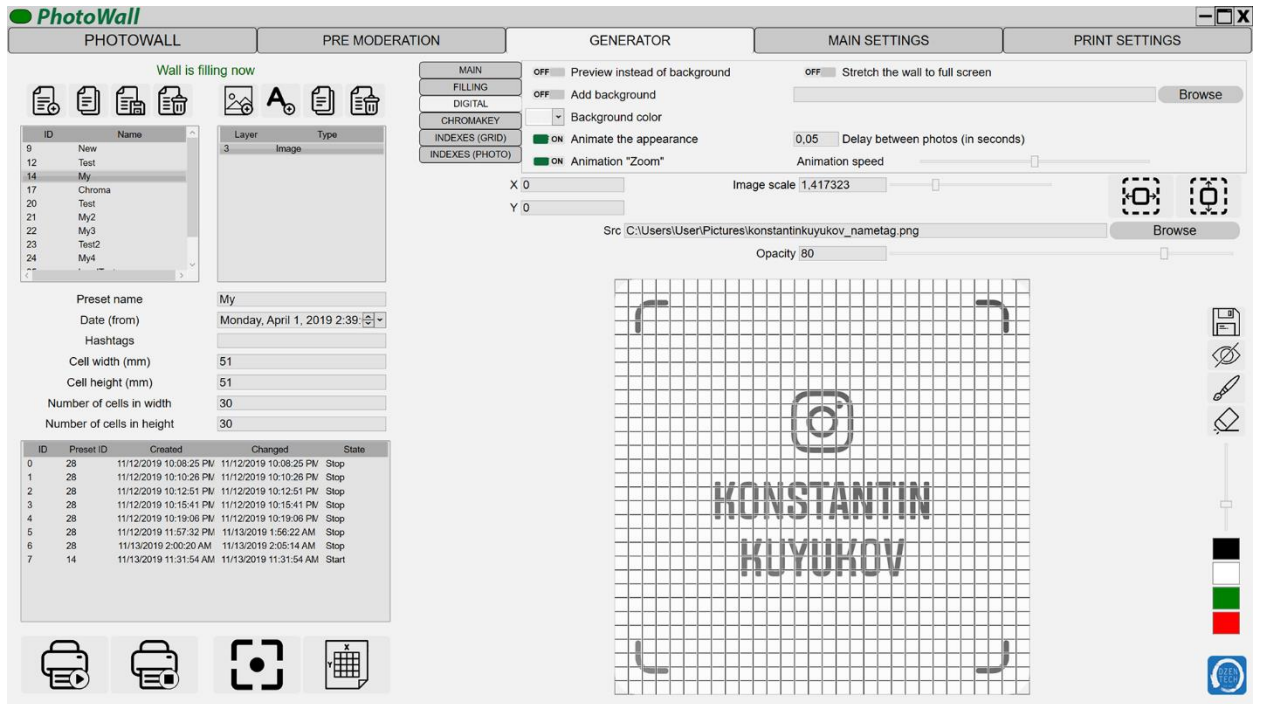 PhotoWall
PHOTOWALL
PRE MODERATION
GENERATOR
MAIN SETTINGS
PRINT SETTINGS
Wall is filling now
ID Name
9 New
12 Test
14 My
17 Chroma
20 Test
21 My2
22 My3
23 Test2
24 My4
Layer Type
3 Image
Preset name My
Date (from) Monday, April 1, 2019 2:39:
Hashtags
Cell width (mm) 51
Cell height (mm) 51
Number of cells in width 30
Number of cells in height 30
ID Preset ID Created Changed State
0 28 11/12/2019 10:08:25 PM 11/12/2019 10:08:25 PM Stop
1 28 11/12/2019 10:10:26 PM 11/12/2019 10:10:26 PM Stop
2 28 11/12/2019 10:12:51 PM 11/12/2019 10:12:51 PM Stop
3 28 11/12/2019 10:15:41 PM 11/12/2019 10:15:41 PM Stop
4 28 11/12/2019 10:19:06 PM 11/12/2019 10:19:06 PM Stop
5 28 11/12/2019 11:57:32 PM 11/13/2019 1:56:22 AM Stop
6 28 11/13/2019 2:00:20 AM 11/13/2019 2:05:14 AM Stop
7 14 11/13/2019 11:31:54 AM 11/13/2019 11:31:54 AM Start
X
Y
MAIN
FILLING
DIGITAL
CHROMAKEY
INDEXES (GRID)
INDEXES (PHOTO)
OFF Preview instead of background OFF Stretch the wall to full screen
OFF Add background Browse
Background color
ON Animate the appearance 0,05 Delay between photos (in seconds)
ON Animation "Zoom" Animation speed
X 0 Image scale 1,417323
Y 0
Src C:\Users\User\Pictures\konstantinkuyukov_nametag.png Browse
Opacity 80
KONSTANTIN
KUYUKOV
OZEN
TECH